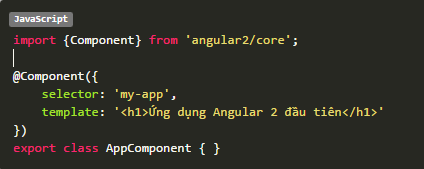 JavaScript
import {Component} from 'angular2/core';
@Component({
    selector: 'my-app',
    template: '<h1>Ứng dụng Angular 2 đầu tiên</h1>'
})
export class AppComponent { }